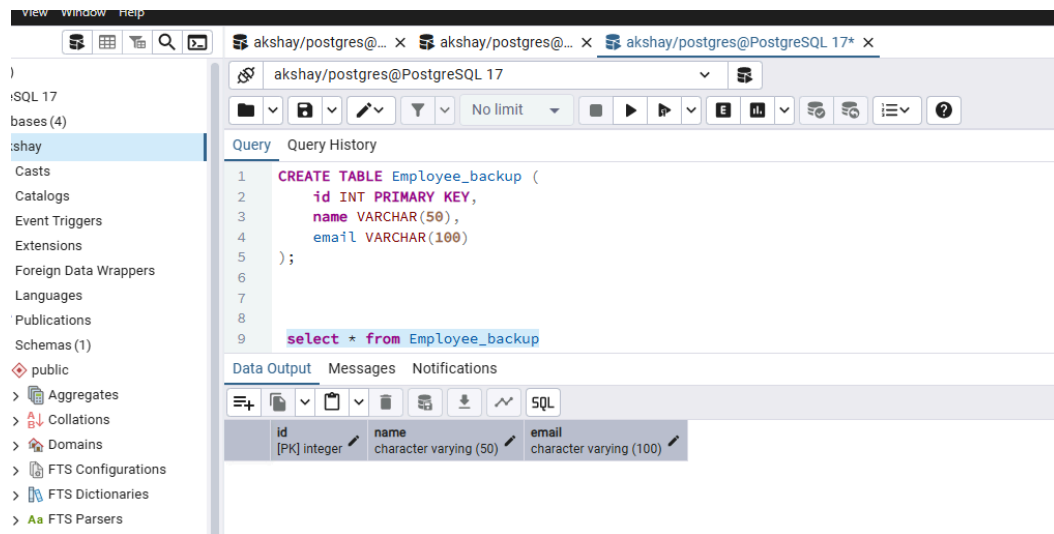 View Window Help
akshay/postgres@... X akshay/postgres@... X akshay/postgres@PostgreSQL 17* X
)
SQL 17
bases (4)
shay
Casts
Catalogs
Event Triggers
Extensions
Foreign Data Wrappers
Languages
Publications
Schemas (1)
public
Aggregates
Collations
Domains
FTS Configurations
FTS Dictionaries
Aa FTS Parsers
akshay/postgres@PostgreSQL 17
No limit
E
Query Query History
1 CREATE TABLE Employee_backup (
2 id INT PRIMARY KEY,
3 name VARCHAR(50),
4 email VARCHAR(100)
5 );
6
7
8
9 select * from Employee_backup
Data Output Messages Notifications
SQL
id name email
[PK] integer character varying (50) character varying (100)